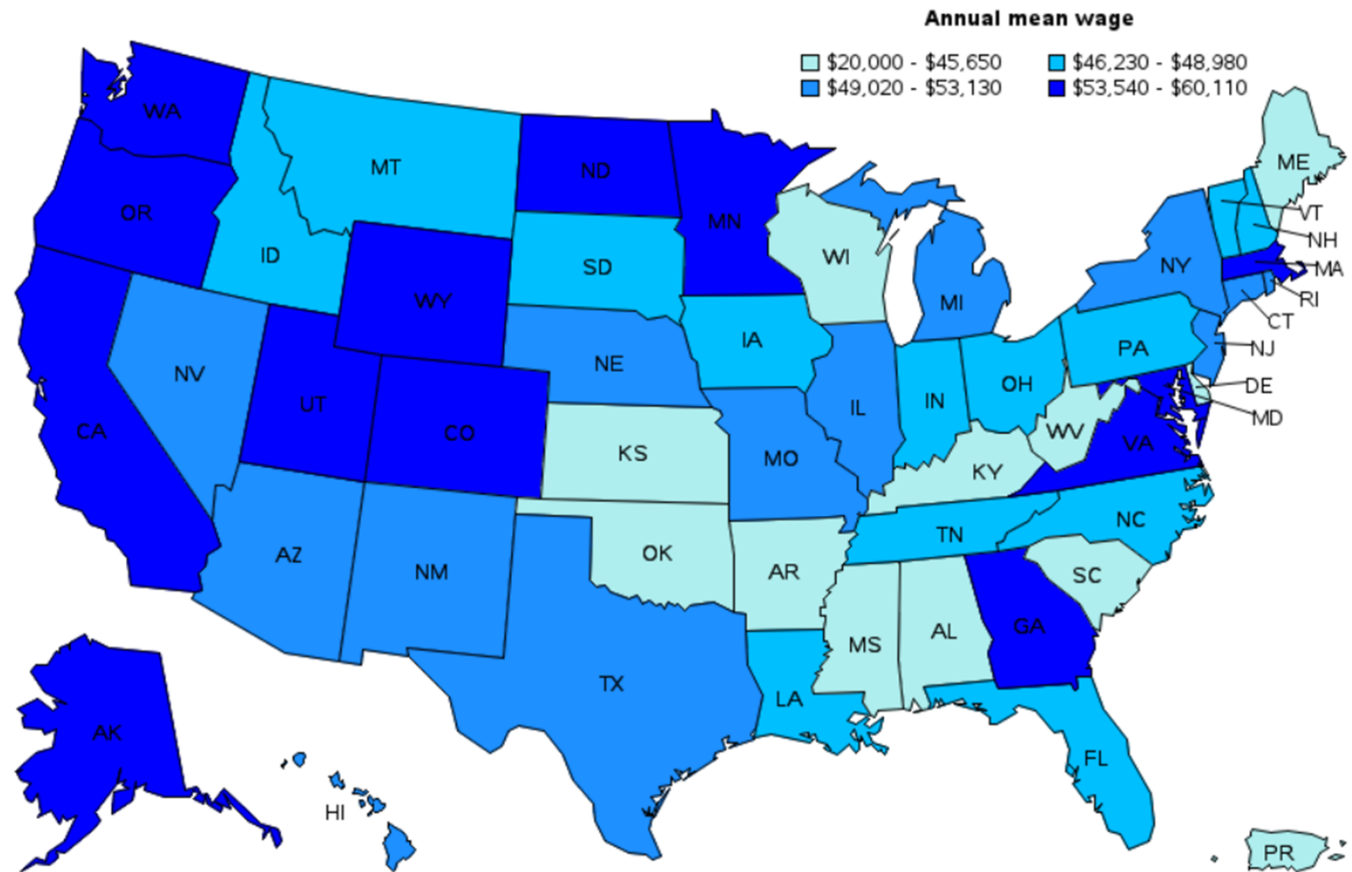 Annual mean wage
$20,000 - $45,650
$46,230 - $48,980
$49,020 - $53,130
$53,540 - $60,110
WA
MT
ND
MN
ME
OR
ID
SD
WI
VT
NH
WY
MI
NY
MA
RI
CT
NV
NE
IA
PA
NJ
UT
CO
IL
IN
OH
DE
MD
CA
KS
MO
WV
VA
KY
AZ
NM
OK
AR
TN
NC
SC
MS
AL
GA
TX
LA
AK
HI
FL
PR